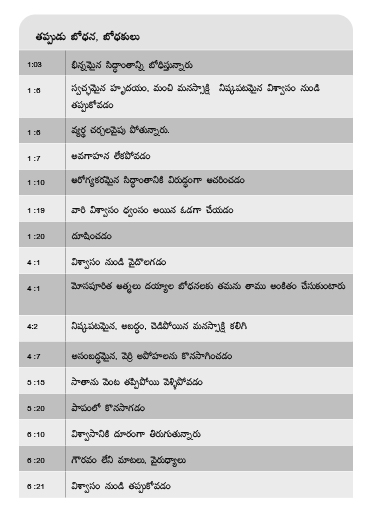 తప్పుడు బోధన, బోధకులు
1:03 భిన్నమైన సిద్ధాంతాన్ని బోధిస్తున్నారు
1 :6 స్వచ్ఛమైన హృదయం, మంచి మనస్సాక్షి నిష్కపటమైన విశ్వాసం నుండి
తప్పుకోవడం
1 :6 వ్యర్థ చర్చలవైపు పోతున్నారు.
1 :7 అవగాహన లేకపోవడం
1 :10 ఆరోగ్యకరమైన సిద్ధాంతానికి విరుద్ధంగా ఆచరించడం
1 :19 వారి విశ్వాసం ధ్వంసం అయిన ఓడగా చేయడం
1 :20 దూషించడం
4 :1 విశ్వాసం నుండి వైదొలగడం
4 :1 మోసపూరిత ఆత్మలు దయ్యాల బోధనలకు తమను తాము అంకితం చేసుకుంటారు
4:2 నిష్కపటమైన, అబద్ధం, చెడిపోయిన మనస్సాక్షి కలిగి
4 :7 అసంబద్ధమైన, వెర్రి అపోహలను కొనసాగించడం
5 :15 సాతాను వెంట తప్పిపోయి వెళ్ళిపోవడం
5 :20 పాపంలో కొనసాగడం
6 :10 విశ్వాసానికి దూరంగా తిరుగుతున్నారు
6 :20 గౌరవం లేని మాటలు, వైరుధ్యాలు
6 :21 విశ్వాసం నుండి తప్పుకోవడం